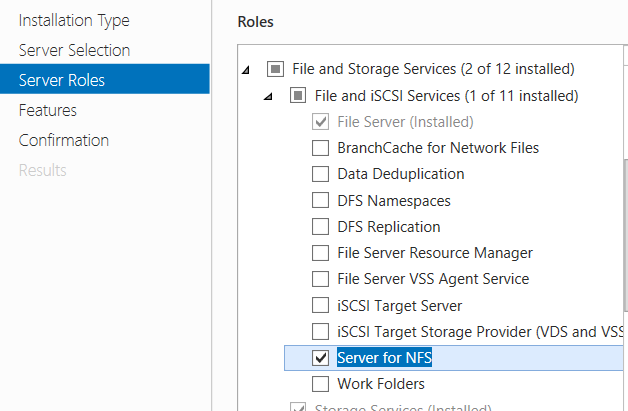 Installation Type
Server Selection
Server Roles
Features
Confirmation
Results
Roles
File and Storage Services (2 of 12 installed)
File and iSCSI Services (1 of 11 installed)
File Server (Installed)
BranchCache for Network Files
Data Deduplication
DFS Namespaces
DFS Replication
File Server Resource Manager
File Server VSS Agent Service
iSCSI Target Server
iSCSI Target Storage Provider (VDS and VSS
Server for NFS
Work Folders
Storage Services (Installed)